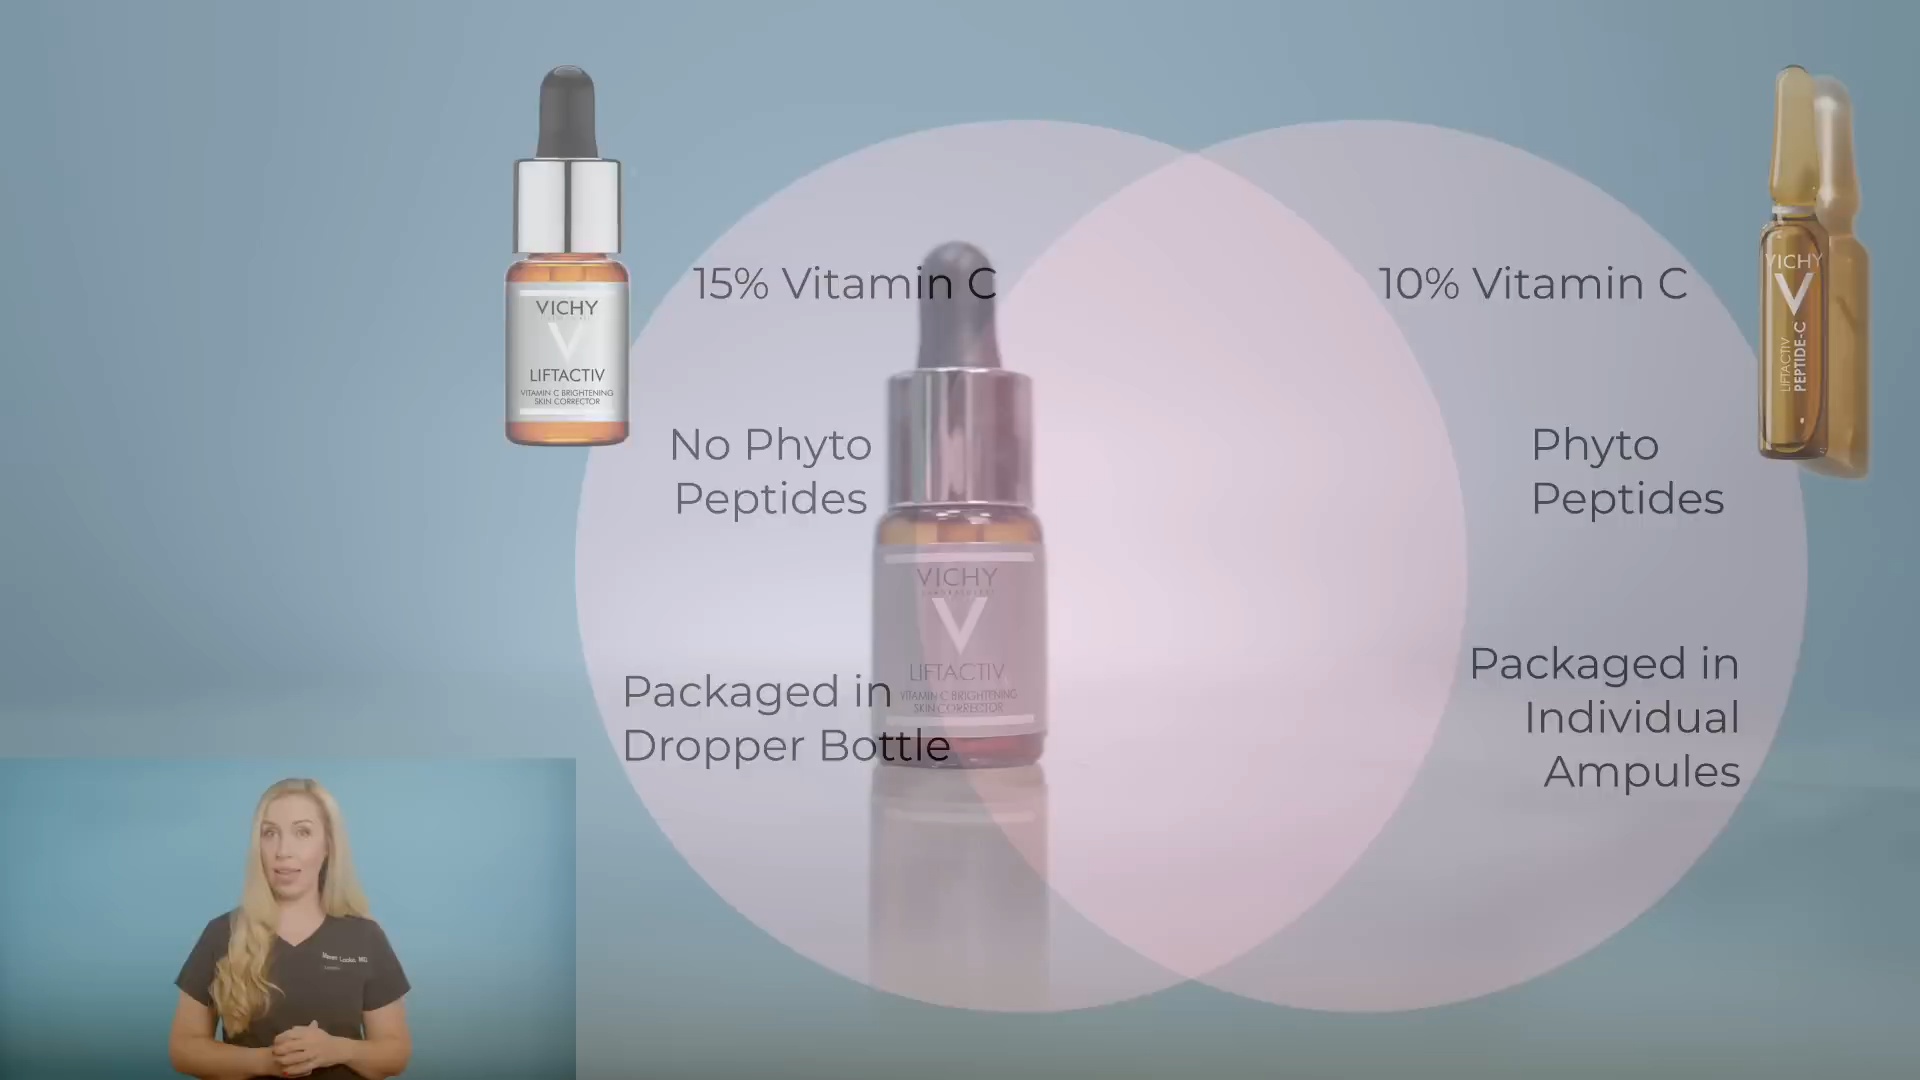 VICHY
LIFTACTIV
VITAMIN C BRIGHTENING
SKIN CORRECTOR
15% Vitamin C
No Phyto
Peptides
Packaged in
Dropper Bottle
VICHY
LIFTACTIV
VITAMIN C BRIGHTENING
SKIN CORRECTOR
10% Vitamin C
Phyto
Peptides
Packaged in
Individual
Ampules
VICHY
LIFTACTIV
PEPTIDE-C
MD